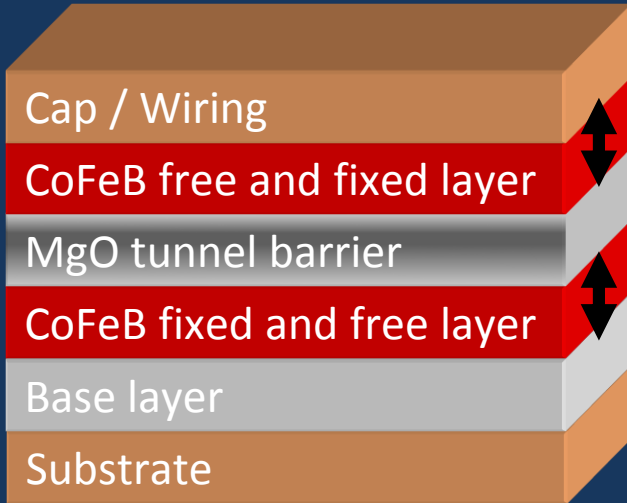 Cap / Wiring
CoFeB free and fixed layer
MgO tunnel barrier
CoFeB fixed and free layer
Base layer
Substrate